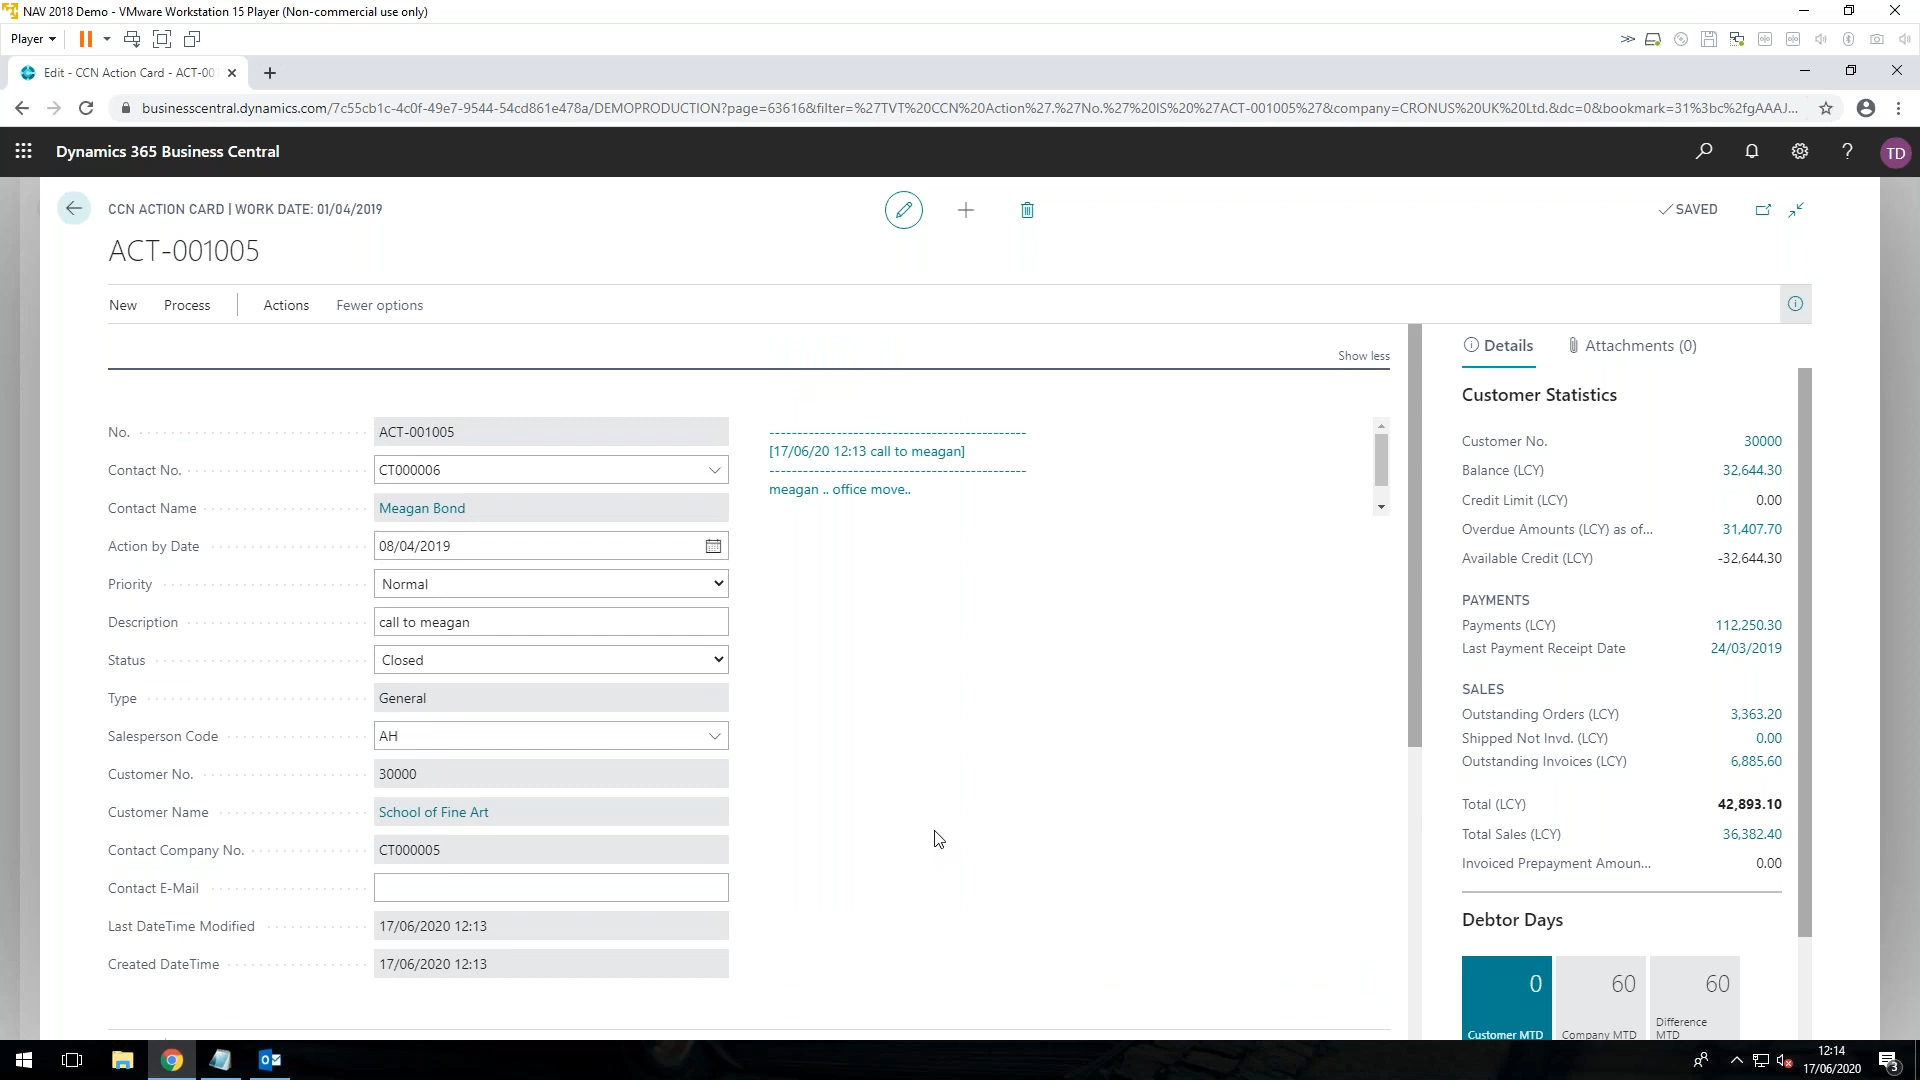 NAV 2018 Demo - VMware Workstation 15 Player (Non-commercial use only)
Player
Edit - CCN Action Card - ACT-001
businesscentral.dynamics.com/7c55cb1c-4c0f-49e7-9544-54cd861e478a/DEMOPRODUCTION?page=63616&filter=%27TVT%20CCN%20Action%27.%27No.%27%20IS%20%27ACT-001005%27&company=CRONUS%20UK%20Ltd.&dc=0&bookmark=31%3bc%2fgAAAJ...
Dynamics 365 Business Central
TD
CCN ACTION CARD | WORK DATE: 01/04/2019
SAVED
ACT-001005
New Process Actions Fewer options
Show less
No. ACT-001005
Contact No. CT000006
Contact Name Meagan Bond
Action by Date 08/04/2019
Priority Normal
Description call to meagan
Status Closed
Type General
Salesperson Code AH
Customer No. 30000
Customer Name School of Fine Art
Contact Company No. CT000005
Contact E-Mail
Last DateTime Modified 17/06/2020 12:13
Created DateTime 17/06/2020 12:13
---------------------------------------------
[17/06/20 12:13 call to meagan]
---------------------------------------------
meagan .. office move..
Details Attachments (0)
Customer Statistics
Customer No. 30000
Balance (LCY) 32,644.30
Credit Limit (LCY) 0.00
Overdue Amounts (LCY) as of... 31,407.70
Available Credit (LCY) -32,644.30
PAYMENTS
Payments (LCY) 112,250.30
Last Payment Receipt Date 24/03/2019
SALES
Outstanding Orders (LCY) 3,363.20
Shipped Not Invd. (LCY) 0.00
Outstanding Invoices (LCY) 6,885.60
Total (LCY) 42,893.10
Total Sales (LCY) 36,382.40
Invoiced Prepayment Amoun... 0.00
Debtor Days
0 60 60
Customer MTD Company MTD Difference MTD
12:14
17/06/2020
3